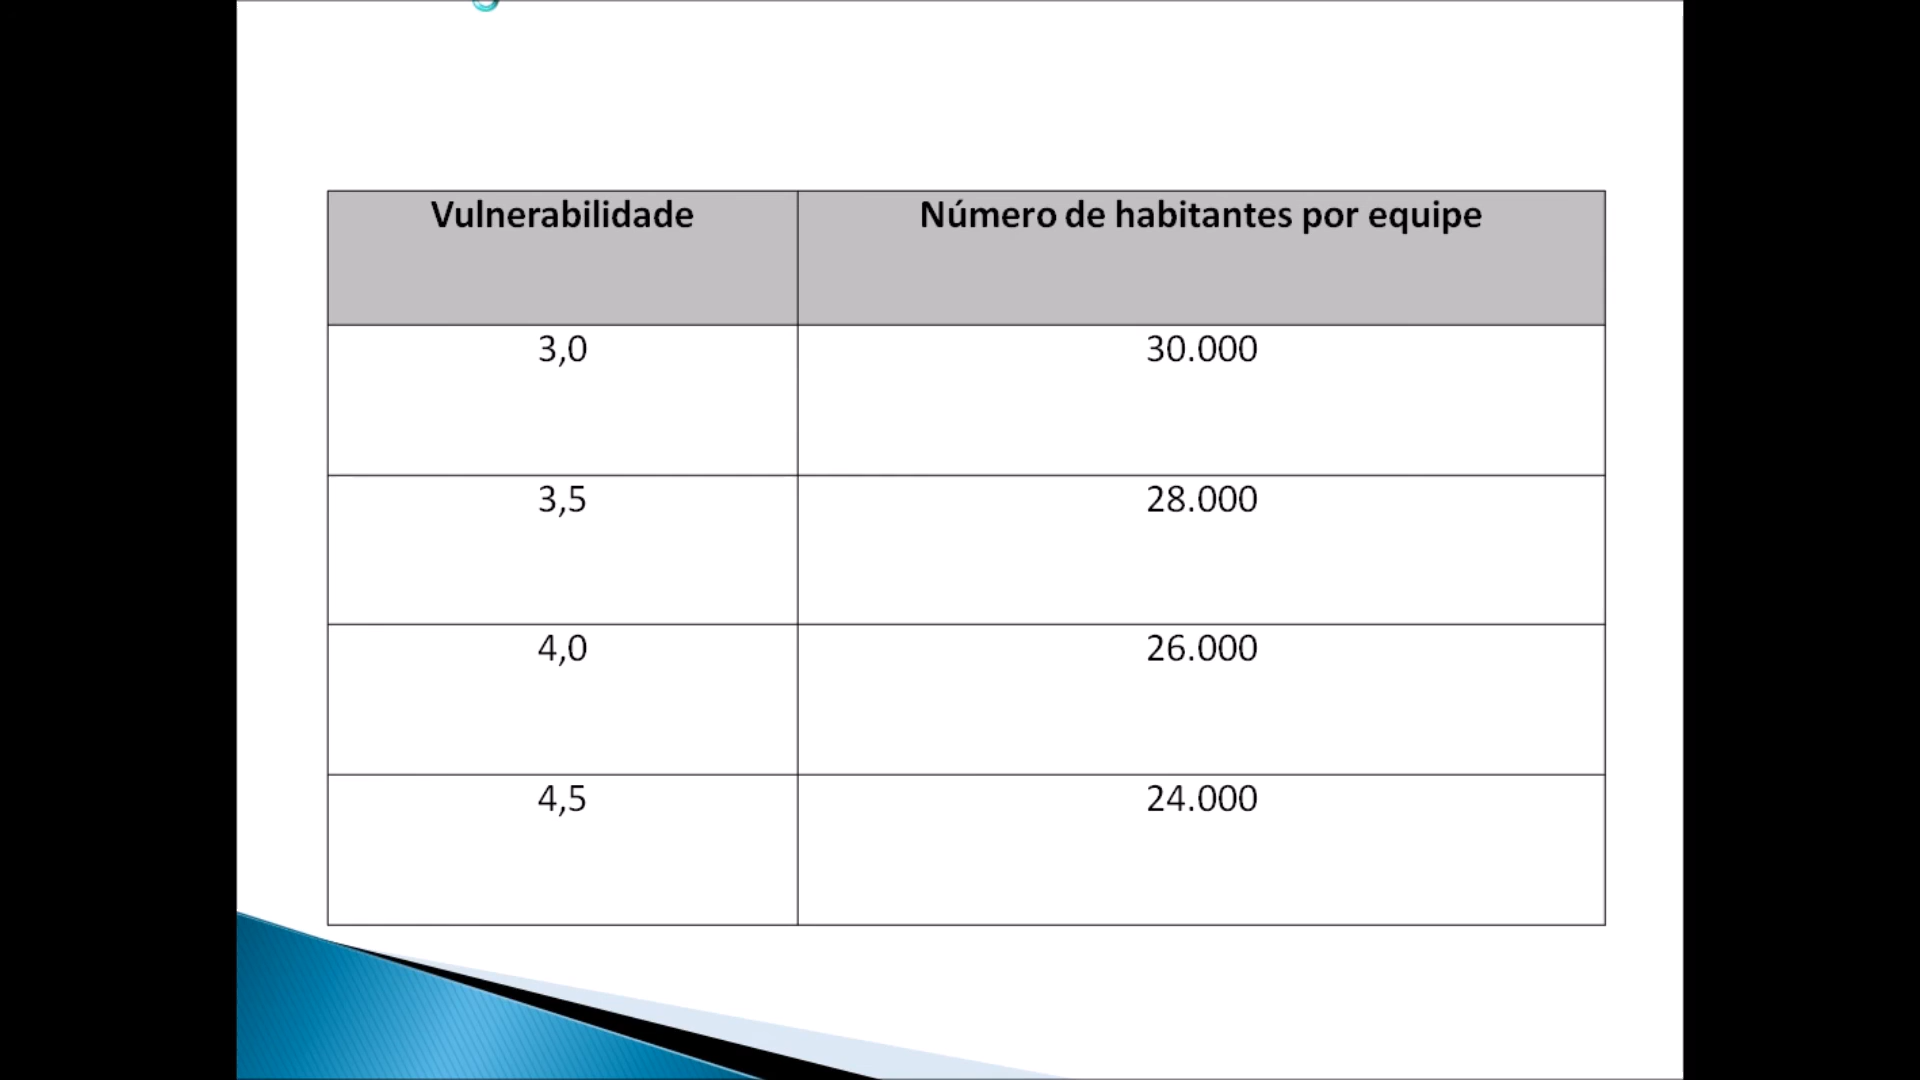 Vulnerabilidade Número de habitantes por equipe
3,0 30.000
3,5 28.000
4,0 26.000
4,5 24.000